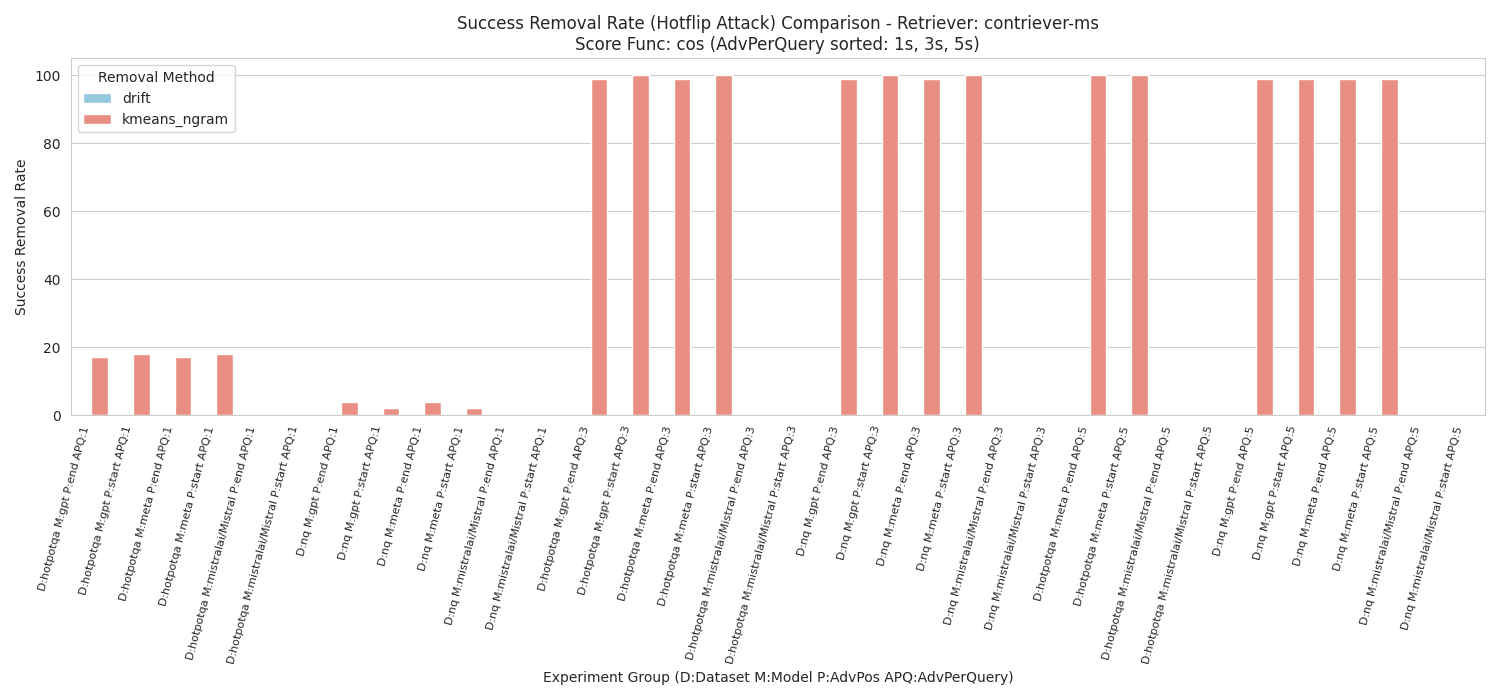 Success Removal Rate (Hotflip Attack) Comparison - Retriever: contriever-ms
Score Func: cos (AdvPerQuery sorted: 1s, 3s, 5s)
Removal Method
drift
kmeans_ngram
Success Removal Rate
100
80
60
40
20
0
D:hotpotqa M:gpt P:end APQ:1
D:hotpotqa M:gpt P:start APQ:1
D:hotpotqa M:meta P:end APQ:1
D:hotpotqa M:meta P:start APQ:1
D:hotpotqa M:mistralai/Mistral P:end APQ:1
D:hotpotqa M:mistralai/Mistral P:start APQ:1
D:nq M:gpt P:end APQ:1
D:nq M:gpt P:start APQ:1
D:nq M:meta P:end APQ:1
D:nq M:meta P:start APQ:1
D:nq M:mistralai/Mistral P:end APQ:1
D:nq M:mistralai/Mistral P:start APQ:1
D:hotpotqa M:gpt P:end APQ:3
D:hotpotqa M:gpt P:start APQ:3
D:hotpotqa M:meta P:end APQ:3
D:hotpotqa M:meta P:start APQ:3
D:hotpotqa M:mistralai/Mistral P:end APQ:3
D:hotpotqa M:mistralai/Mistral P:start APQ:3
D:nq M:gpt P:end APQ:3
D:nq M:gpt P:start APQ:3
D:nq M:meta P:end APQ:3
D:nq M:meta P:start APQ:3
D:nq M:mistralai/Mistral P:end APQ:3
D:nq M:mistralai/Mistral P:start APQ:3
D:hotpotqa M:meta P:end APQ:5
D:hotpotqa M:meta P:start APQ:5
D:hotpotqa M:mistralai/Mistral P:end APQ:5
D:hotpotqa M:mistralai/Mistral P:start APQ:5
D:nq M:gpt P:end APQ:5
D:nq M:gpt P:start APQ:5
D:nq M:meta P:end APQ:5
D:nq M:meta P:start APQ:5
D:nq M:mistralai/Mistral P:end APQ:5
D:nq M:mistralai/Mistral P:start APQ:5
Experiment Group (D:Dataset M:Model P:AdvPos APQ:AdvPerQuery)